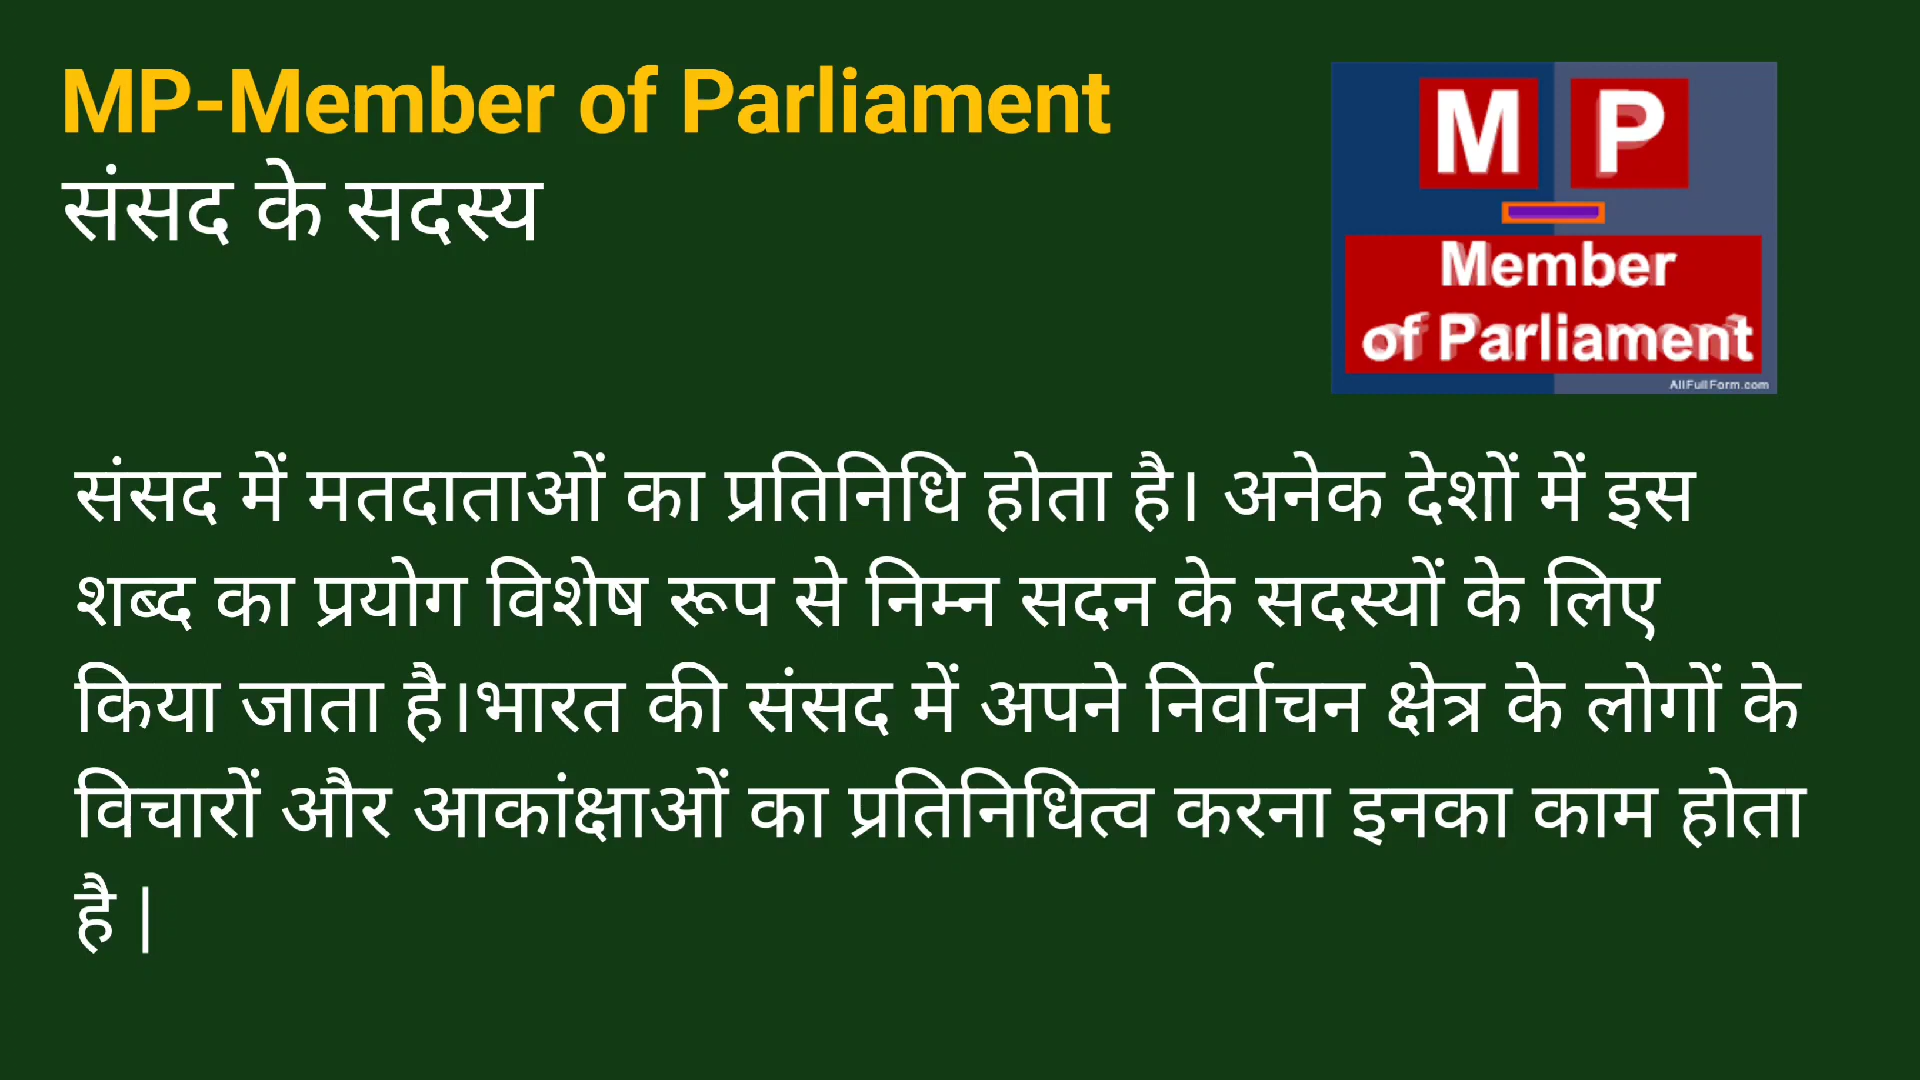 MP-Member of Parliament
संसद के सदस्य
M P
Member
of Parliament
AllFullForm.com
संसद में मतदाताओं का प्रतिनिधि होता है। अनेक देशों में इस
शब्द का प्रयोग विशेष रूप से निम्न सदन के सदस्यों के लिए
किया जाता है।भारत की संसद में अपने निर्वाचन क्षेत्र के लोगों के
विचारों और आकांक्षाओं का प्रतिनिधित्व करना इनका काम होता
है |